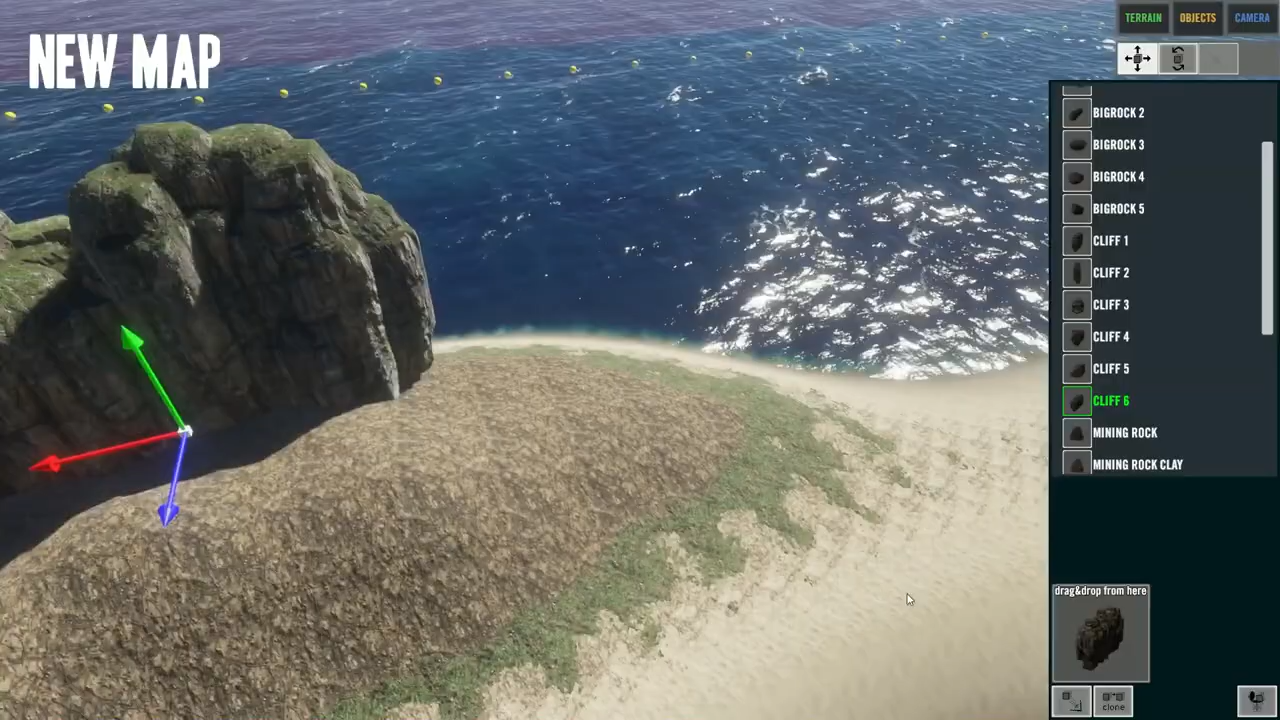 NEW MAP
TERRAIN
OBJECTS
CAMERA
BIGROCK 2
BIGROCK 3
BIGROCK 4
BIGROCK 5
CLIFF 1
CLIFF 2
CLIFF 3
CLIFF 4
CLIFF 5
CLIFF 6
MINING ROCK
MINING ROCK CLAY
drag&drop from here
clone